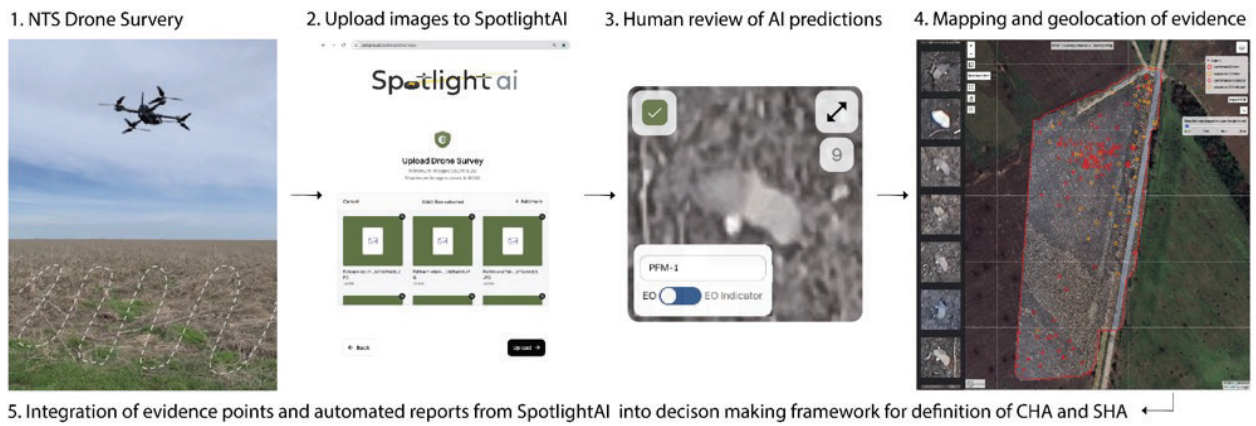 1. NTS Drone Survery
2. Upload images to SpotlightAI
3. Human review of AI predictions
4. Mapping and geolocation of evidence
Spotlight ai
Upload Drone Survey
Cancel
+ Add more
PFM-1
EO
EO Indicator
9
← Back
Upload →
5. Integration of evidence points and automated reports from SpotlightAI into decison making framework for definition of CHA and SHA